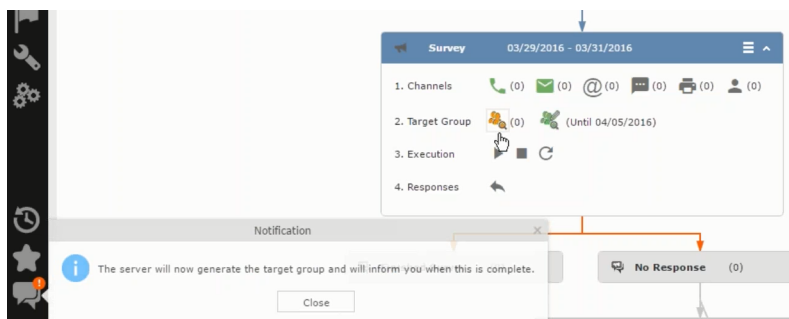 Survey 03/29/2016 - 03/31/2016
1. Channels (0) (0) @ (0) (0) (0) (0)
2. Target Group (0) (Until 04/05/2016)
3. Execution
4. Responses
Notification
The server will now generate the target group and will inform you when this is complete.
Close
No Response (0)